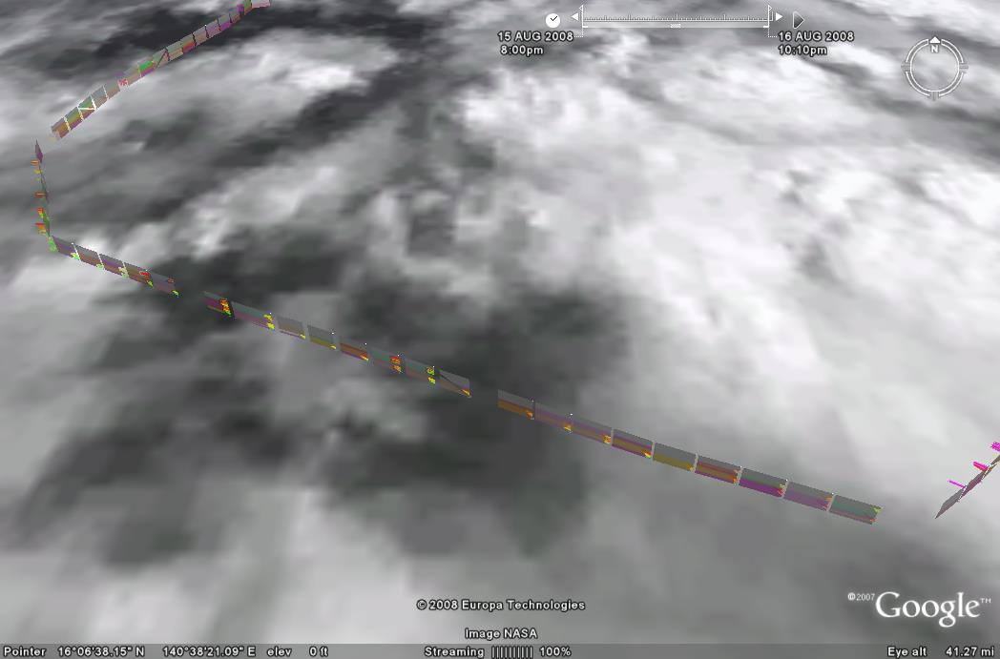 15 AUG 2008
8:00pm
16 AUG 2008
10:10pm
N
© 2008 Europa Technologies
©2007 Google™
Image NASA
Pointer 16°06'38.15" N 140°38'21.09" E elev 0 ft Streaming ||||||||| 100% Eye alt 41.27 mi